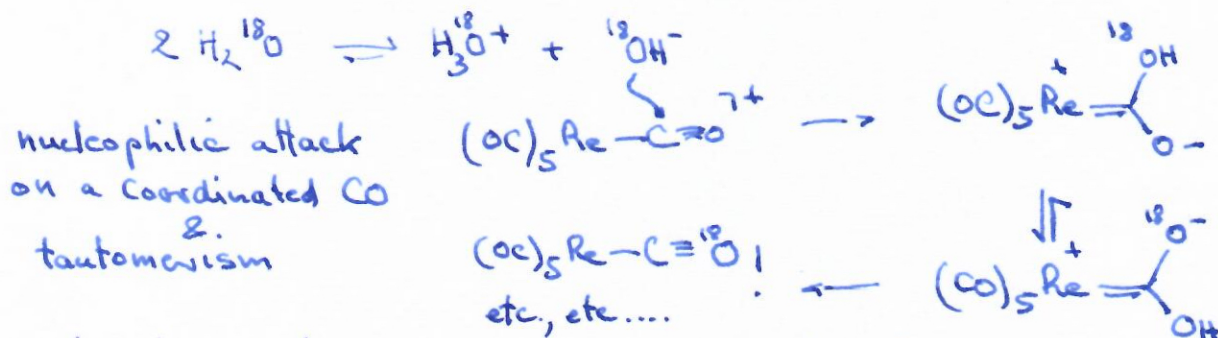 2 H₂¹⁸O ⇌ H₃¹⁸O⁺ + ¹⁸OH⁻
nucleophilic attack
on a coordinated CO
&
tautomerism
(OC)₅Re—C≡O⁷⁺ → (OC)₅Re⁺=C ¹⁸OH O⁻
⇌
(OC)₅Re—C≡¹⁸O ! ← (CO)₅Re⁺=C ¹⁸O⁻ OH
etc., etc....